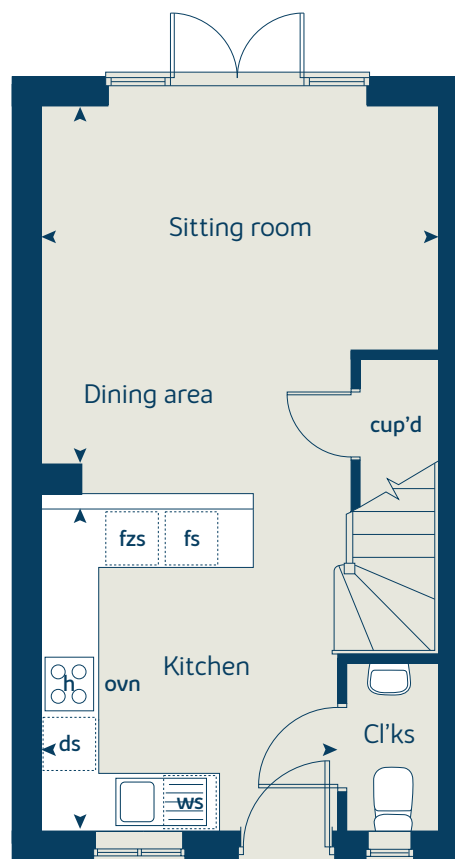 Sitting room
Dining area
cup'd
fzs
fs
Kitchen
h
ovn
ds
Cl'ks
ws